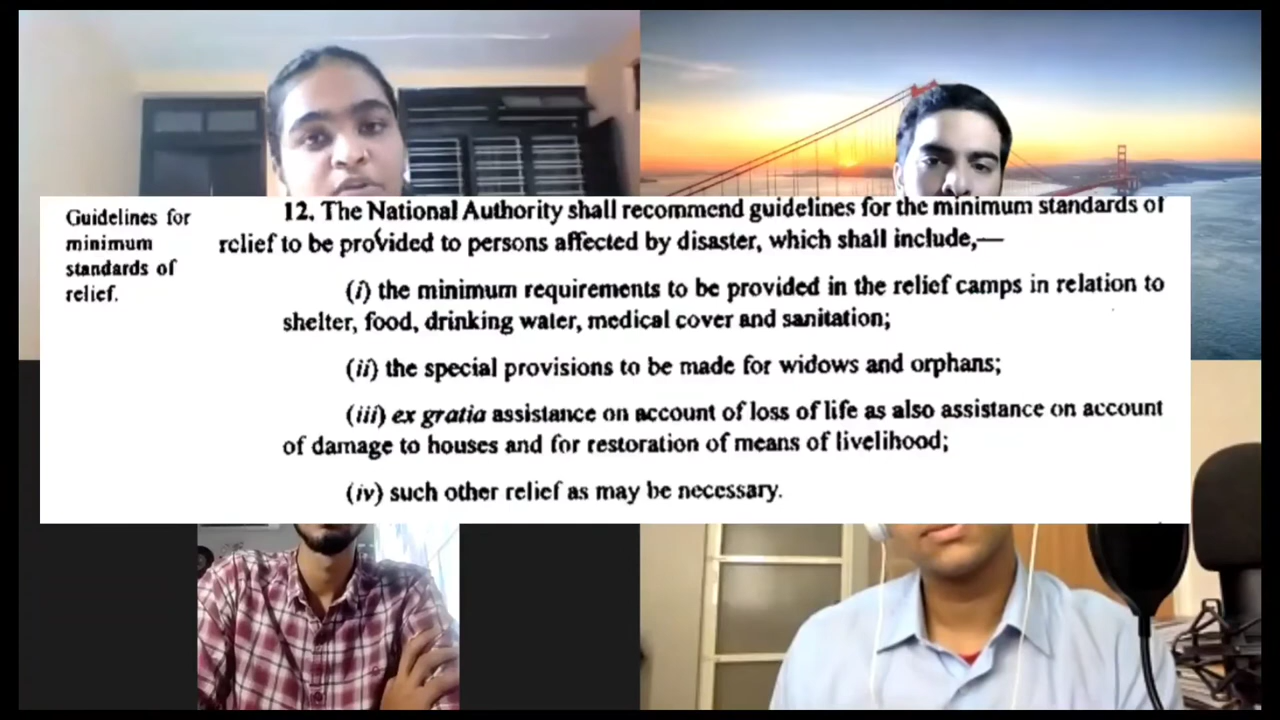 Guidelines for
minimum
standards of
relief.
12. The National Authority shall recommend guidelines for the minimum standards of
relief to be provided to persons affected by disaster, which shall include,—
(i) the minimum requirements to be provided in the relief camps in relation to
shelter, food, drinking water, medical cover and sanitation;
(ii) the special provisions to be made for widows and orphans;
(iii) ex gratia assistance on account of loss of life as also assistance on account
of damage to houses and for restoration of means of livelihood;
(iv) such other relief as may be necessary.